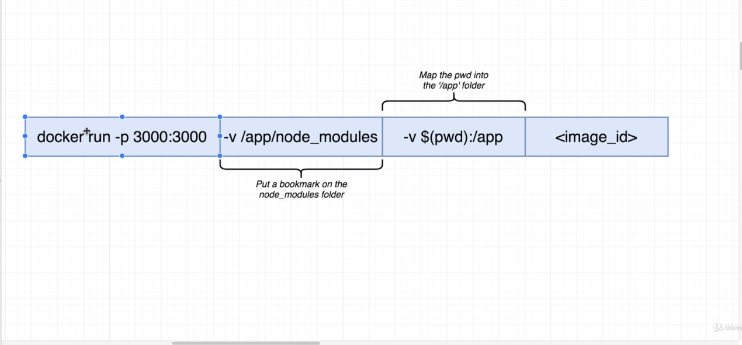 Map the pwd into
the '/app' folder
docker run -p 3000:3000
-v /app/node_modules
-v $(pwd):/app
<image_id>
Put a bookmark on the
node_modules folder